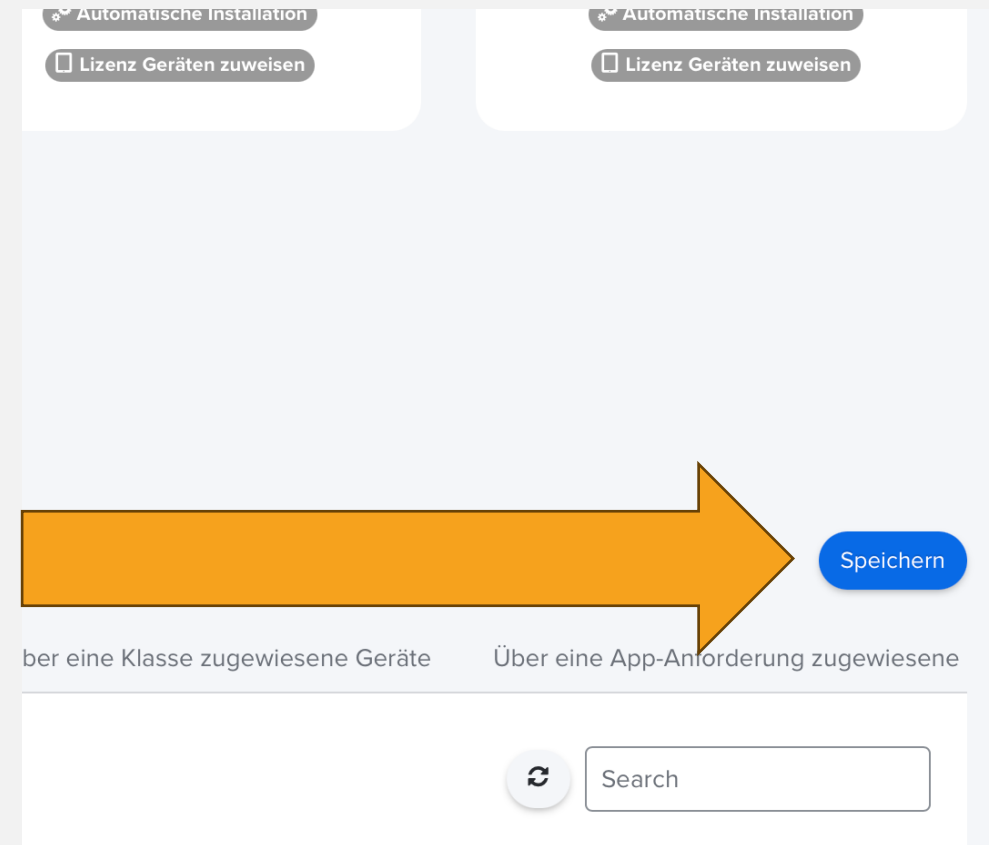 Automatische Installation
Automatische Installation
Lizenz Geräten zuweisen
Lizenz Geräten zuweisen
Speichern
ber eine Klasse zugewiesene Geräte
Über eine App-Anforderung zugewiesene
Search